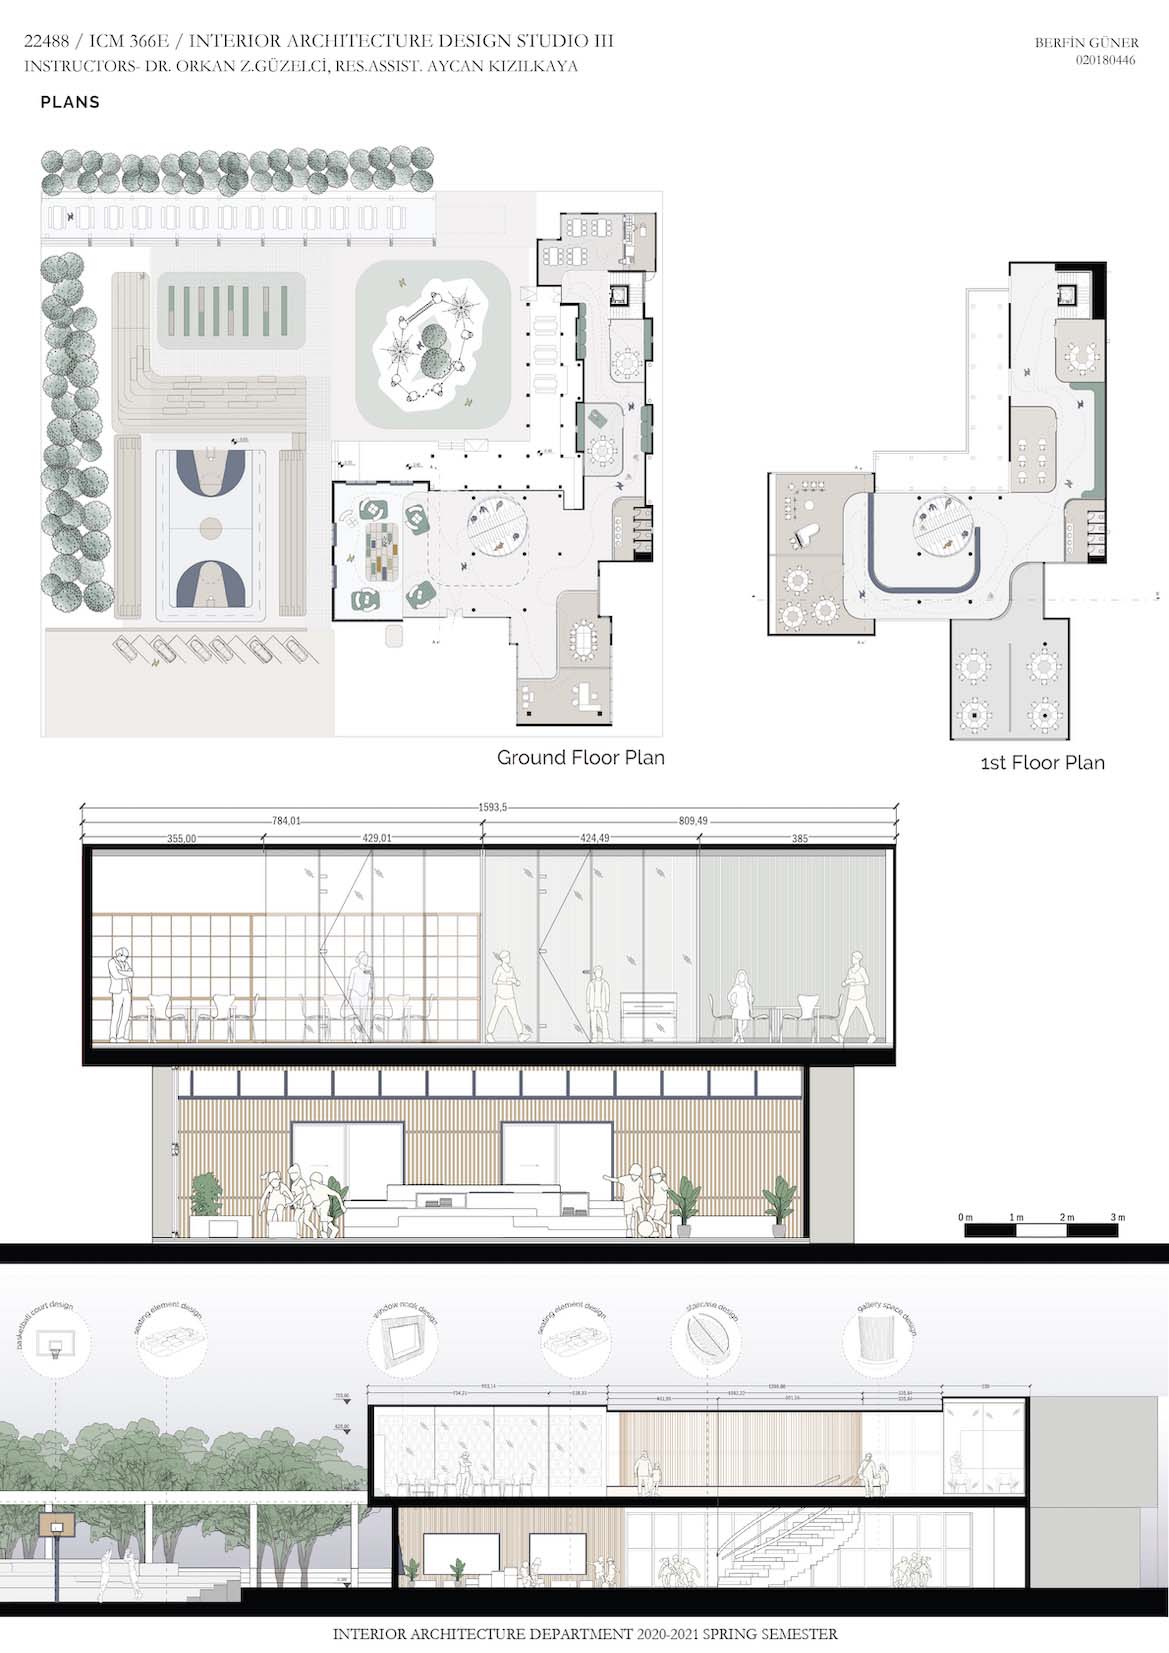 22488 / ICM 366E / INTERIOR ARCHITECTURE DESIGN STUDIO III
INSTRUCTORS- DR. ORKAN Z.GÜZELCİ, RES.ASSIST. AYCAN KIZILKAYA
BERFİN GÜNER
020180446
PLANS
Ground Floor Plan
1st Floor Plan
1593,5
784,01
809,49
355,00
429,01
424,49
385
0 m
1 m
2 m
3 m
basketball court design
seating element design
window nook design
seating element design
staircase design
gallery space design
INTERIOR ARCHITECTURE DEPARTMENT 2020-2021 SPRING SEMESTER